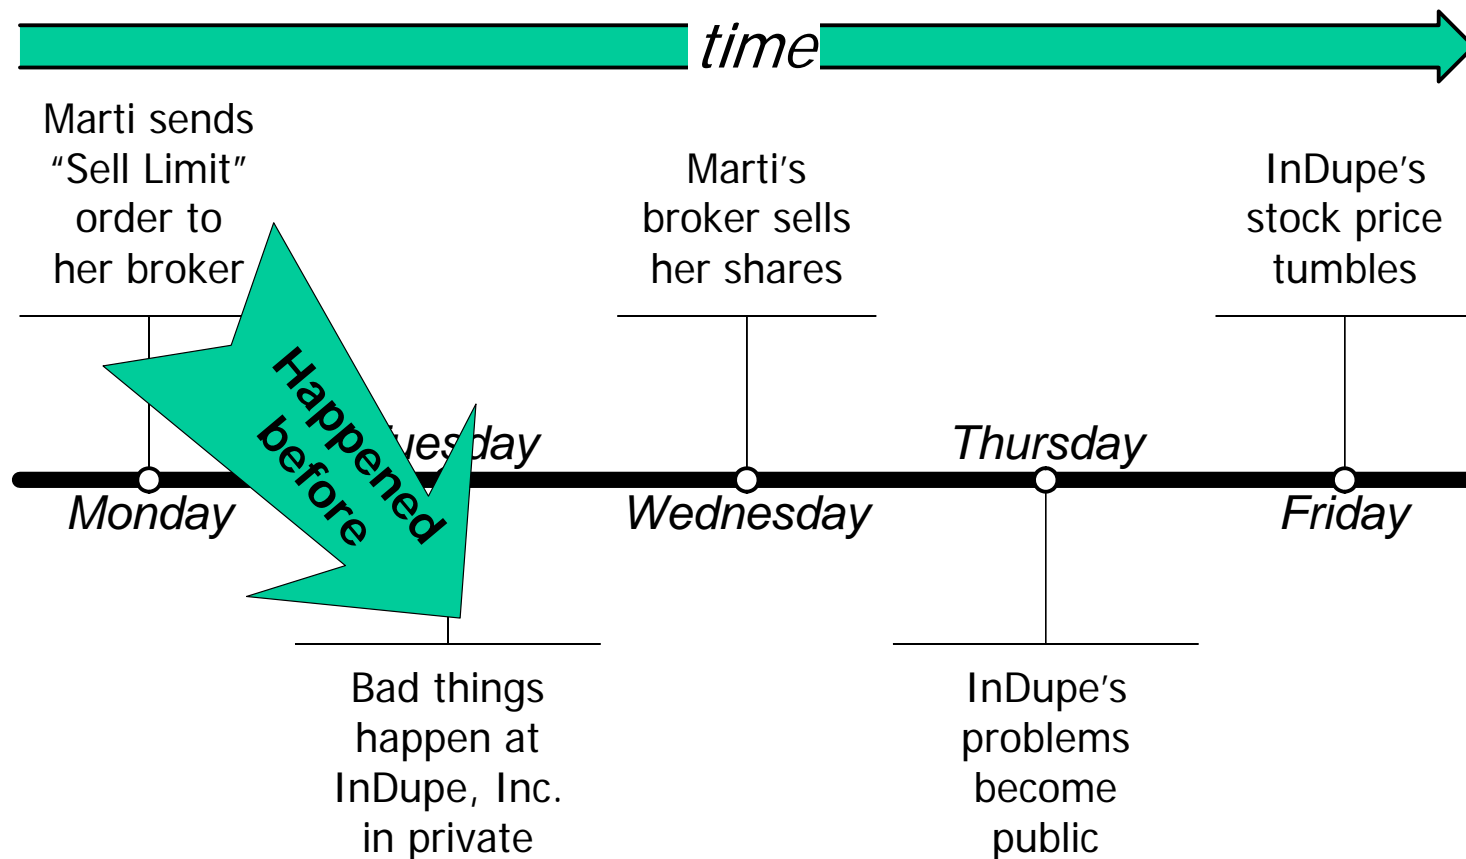 time
Marti sends
“Sell Limit”
order to
her broker
Marti's
broker sells
her shares
InDupe's
stock price
tumbles
Happened
before
uesday
Thursday
Monday
Wednesday
Friday
Bad things
happen at
InDupe, Inc.
in private
InDupe's
problems
become
public